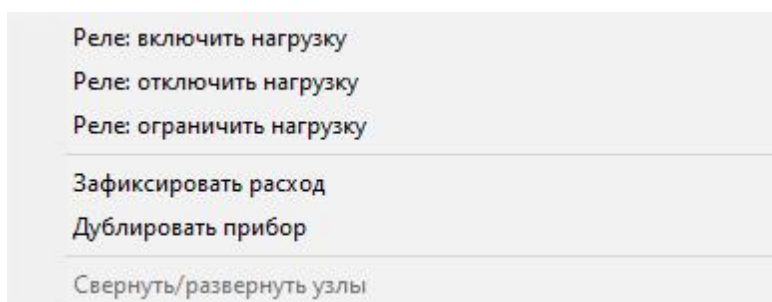 Реле: включить нагрузку
Реле: отключить нагрузку
Реле: ограничить нагрузку
Зафиксировать расход
Дублировать прибор
Свернуть/развернуть узлы